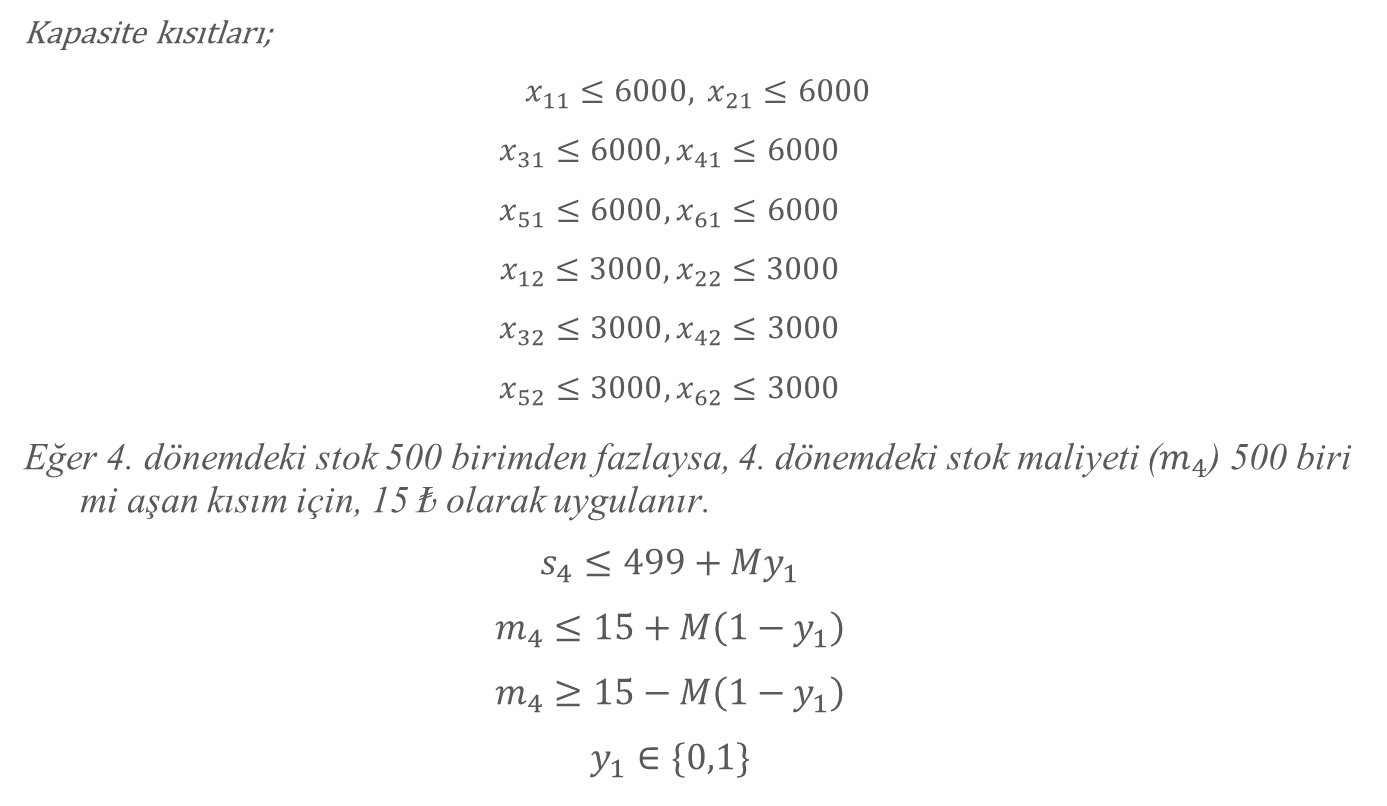 Kapasite kısıtları;
x₁₁ ≤ 6000, x₂₁ ≤ 6000
x₃₁ ≤ 6000, x₄₁ ≤ 6000
x₅₁ ≤ 6000, x₆₁ ≤ 6000
x₁₂ ≤ 3000, x₂₂ ≤ 3000
x₃₂ ≤ 3000, x₄₂ ≤ 3000
x₅₂ ≤ 3000, x₆₂ ≤ 3000
Eğer 4. dönemdeki stok 500 birimden fazlaysa, 4. dönemdeki stok maliyeti (m₄) 500 biri
mi aşan kısım için, 15 ₺ olarak uygulanır.
s₄ ≤ 499 + My₁
m₄ ≤ 15 + M(1 − y₁)
m₄ ≥ 15 − M(1 − y₁)
y₁ ∈ {0,1}